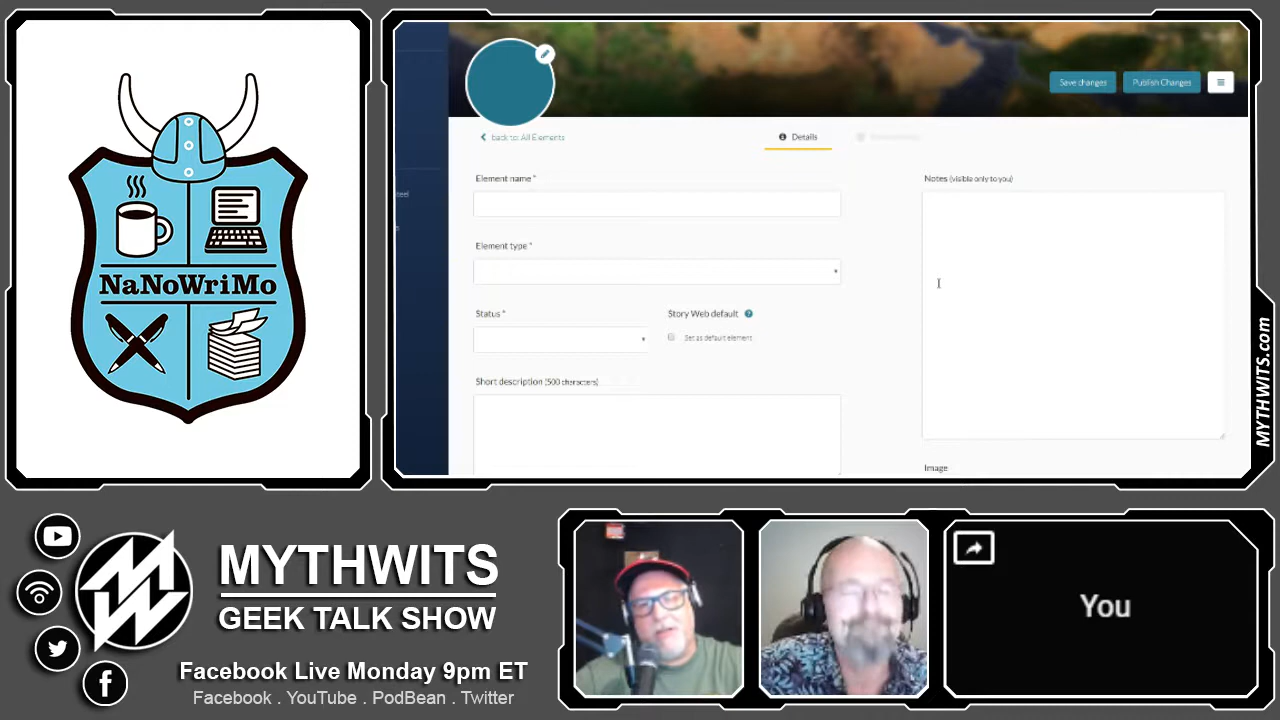 NaNoWriMo
Save changes
Publish Changes
back to: All Elements
Details
Element name *
Notes (visible only to you)
Element type *
Status *
Story Web default
Set as default element
Short description (500 characters)
Image
MYTHWITS.com
MYTHWITS
GEEK TALK SHOW
Facebook Live Monday 9pm ET
Facebook . YouTube . PodBean . Twitter
You